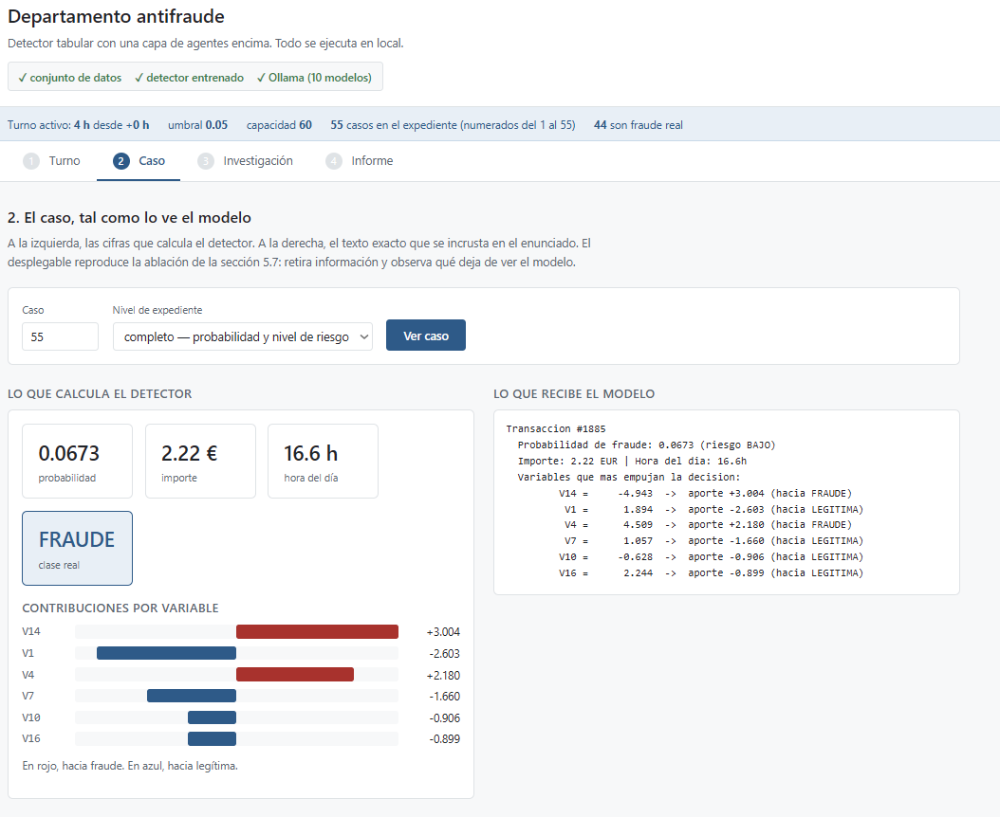 Departamento antifraude
Detector tabular con una capa de agentes encima. Todo se ejecuta en local.
✓ conjunto de datos ✓ detector entrenado ✓ Ollama (10 modelos)
Turno activo: 4 h desde +0 h umbral 0.05 capacidad 60 55 casos en el expediente (numerados del 1 al 55) 44 son fraude real
1 Turno 2 Caso 3 Investigación 4 Informe
2. El caso, tal como lo ve el modelo
A la izquierda, las cifras que calcula el detector. A la derecha, el texto exacto que se incrusta en el enunciado. El
desplegable reproduce la ablación de la sección 5.7: retira información y observa qué deja de ver el modelo.
Caso Nivel de expediente
55 completo — probabilidad y nivel de riesgo Ver caso
LO QUE CALCULA EL DETECTOR
0.0673 2.22 € 16.6 h
probabilidad importe hora del día
FRAUDE
clase real
CONTRIBUCIONES POR VARIABLE
V14 +3.004
V1 -2.603
V4 +2.180
V7 -1.660
V10 -0.906
V16 -0.899
En rojo, hacia fraude. En azul, hacia legítima.
LO QUE RECIBE EL MODELO
Transaccion #1885
Probabilidad de fraude: 0.0673 (riesgo BAJO)
Importe: 2.22 EUR | Hora del dia: 16.6h
Variables que mas empujan la decision:
V14 = -4.943 -> aporte +3.004 (hacia FRAUDE)
V1 = 1.894 -> aporte -2.603 (hacia LEGITIMA)
V4 = 4.509 -> aporte +2.180 (hacia FRAUDE)
V7 = 1.057 -> aporte -1.660 (hacia LEGITIMA)
V10 = -0.628 -> aporte -0.906 (hacia LEGITIMA)
V16 = 2.244 -> aporte -0.899 (hacia LEGITIMA)